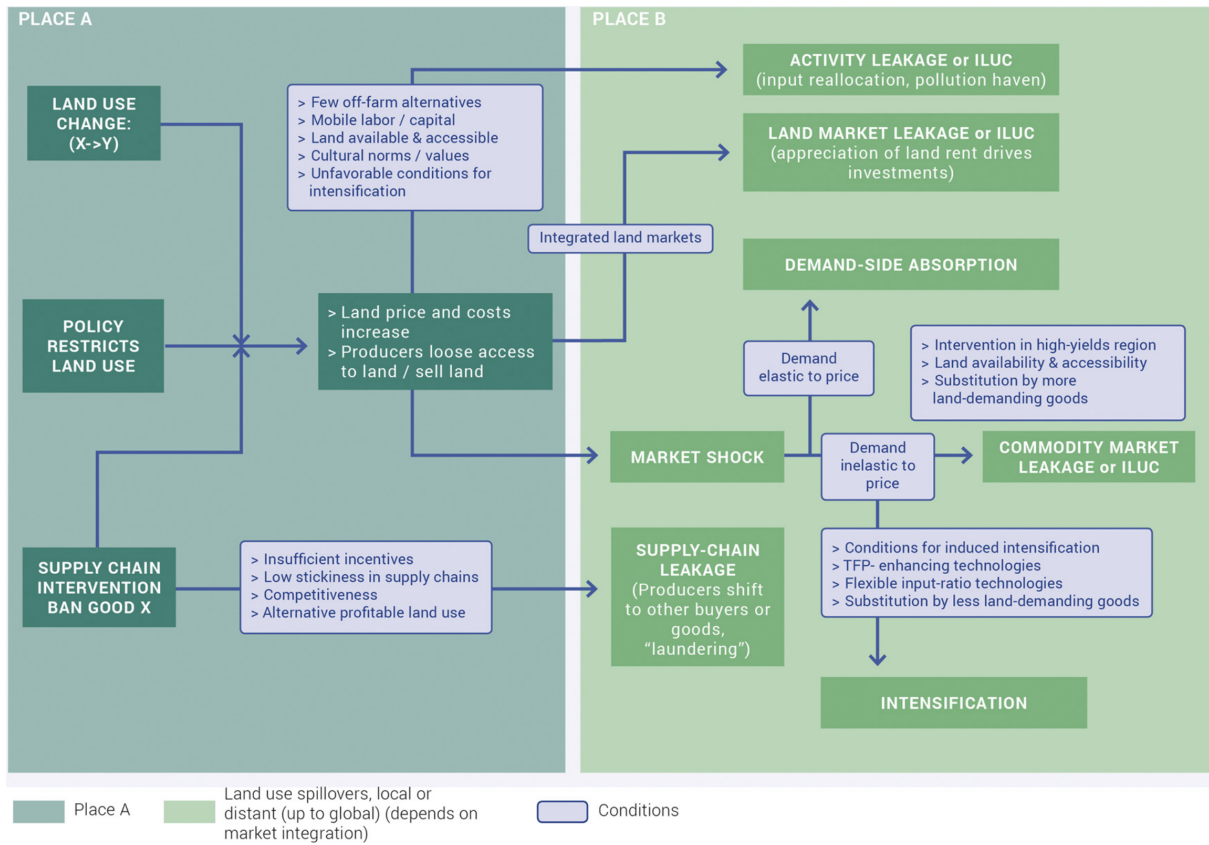 PLACE A
LAND USE
CHANGE:
(X->Y)
> Few off-farm alternatives
> Mobile labor / capital
> Land available & accessible
> Cultural norms / values
> Unfavorable conditions for
intensification
POLICY
RESTRICTS
LAND USE
> Land price and costs
increase
> Producers loose access
to land / sell land
SUPPLY CHAIN
INTERVENTION
BAN GOOD X
> Insufficient incentives
> Low stickiness in supply chains
> Competitiveness
> Alternative profitable land use
PLACE B
ACTIVITY LEAKAGE or ILUC
(input reallocation, pollution haven)
LAND MARKET LEAKAGE or ILUC
(appreciation of land rent drives
investments)
Integrated land markets
DEMAND-SIDE ABSORPTION
Demand
elastic to price
> Intervention in high-yields region
> Land availability & accessibility
> Substitution by more
land-demanding goods
MARKET SHOCK
Demand
inelastic to
price
COMMODITY MARKET
LEAKAGE or ILUC
SUPPLY-CHAIN
LEAKAGE
(Producers shift
to other buyers or
goods,
“laundering”)
> Conditions for induced intensification
> TFP- enhancing technologies
> Flexible input-ratio technologies
> Substitution by less land-demanding goods
INTENSIFICATION
Place A
Land use spillovers, local or
distant (up to global) (depends on
market integration)
Conditions